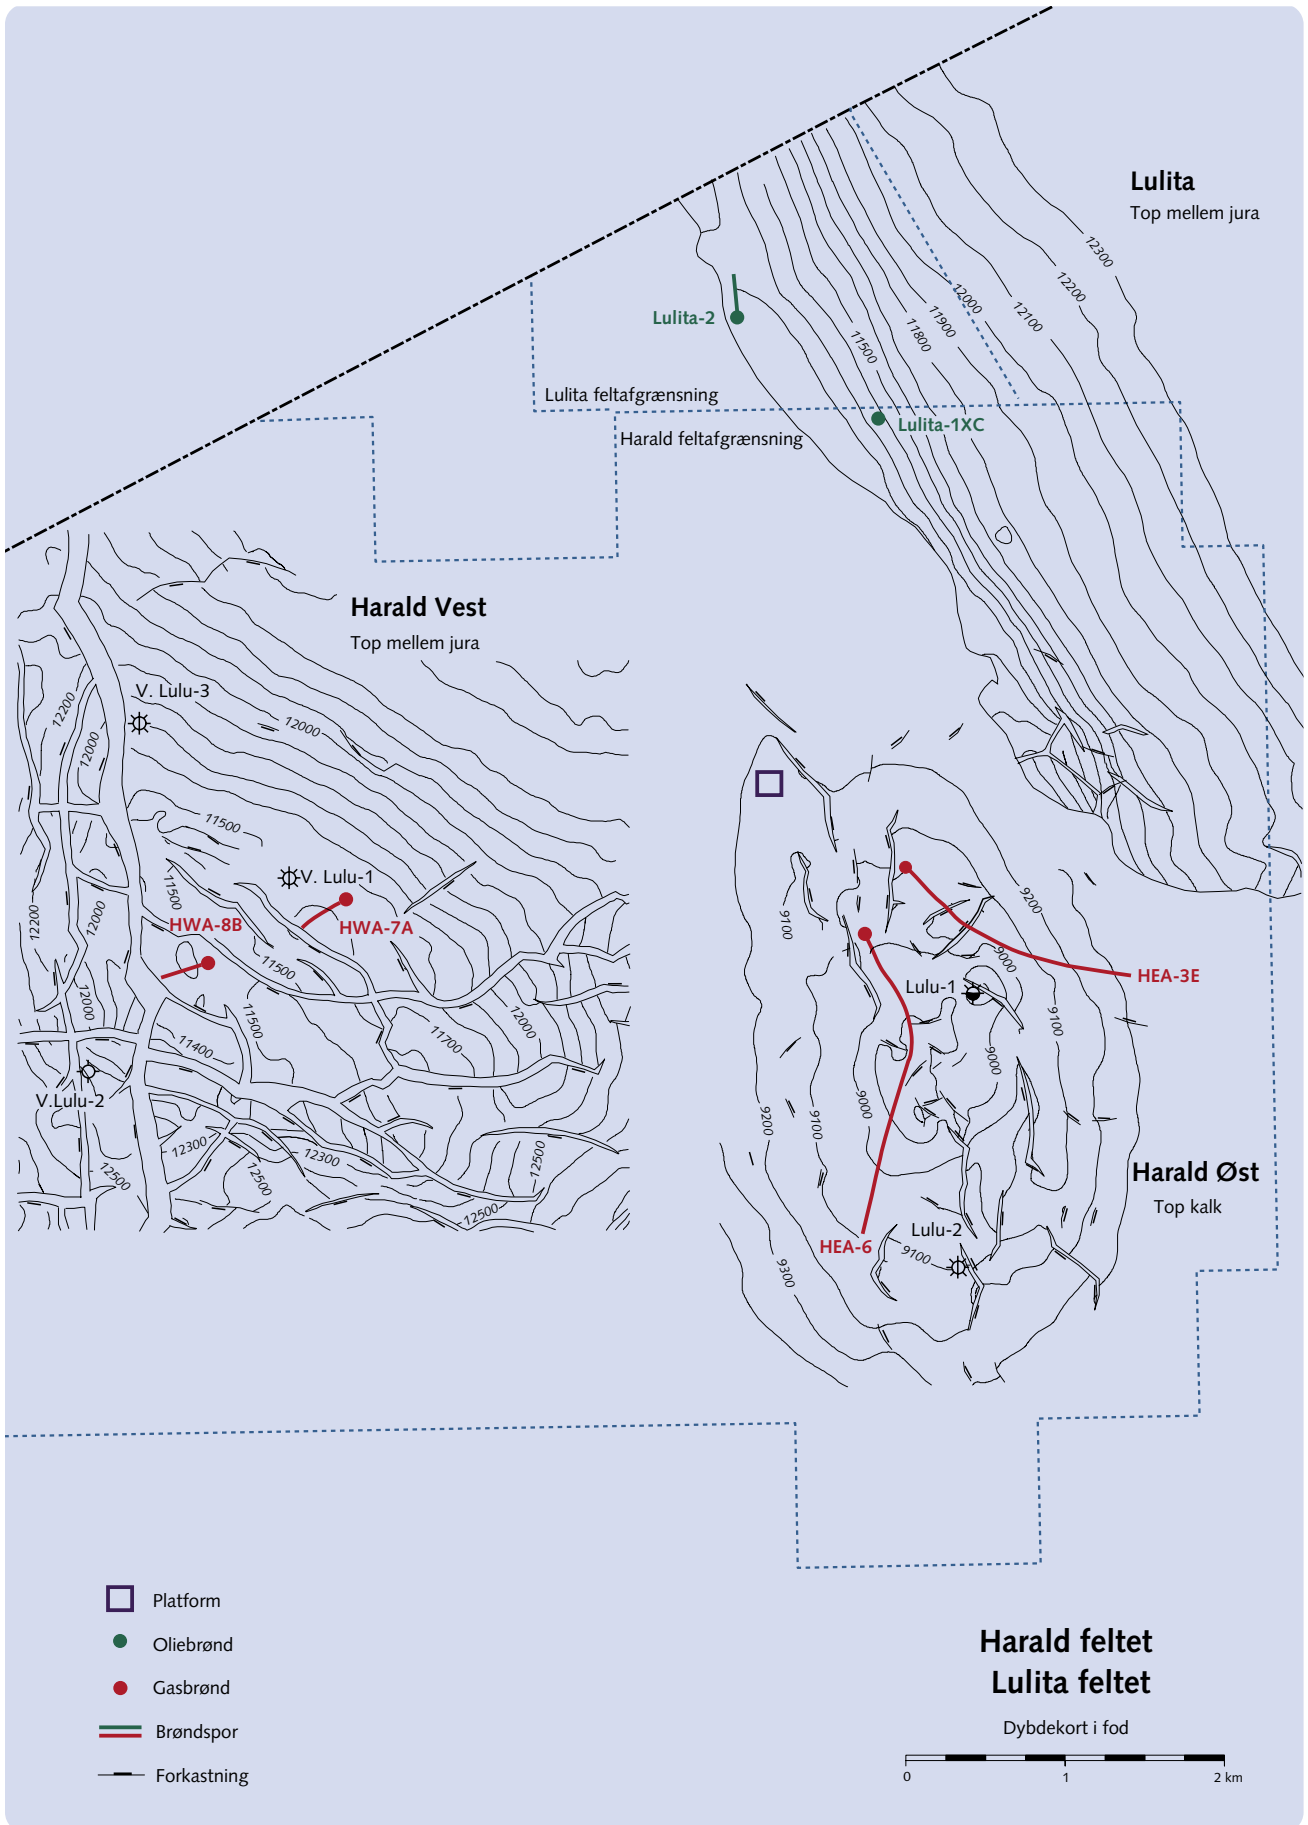 Lulita
Top mellem jura
12300
12200
12100
12000
11900
11800
11500
Lulita-2
Lulita feltafgrænsning
Harald feltafgrænsning
Lulita-1XC
Harald Vest
Top mellem jura
V. Lulu-3
12200
12000
12000
11500
V. Lulu-1
11500
HWA-8B
HWA-7A
12200
12000
11500
12000
11500
11400
11700
12000
V.Lulu-2
12300
12300
12500
12500
12500
12500
9200
9100
9000
HEA-3E
Lulu-1
9100
9000
9000
9200
9100
Harald Øst
Top kalk
Lulu-2
HEA-6
9100
9300
Platform
Oliebrønd
Gasbrønd
Brøndspor
Forkastning
Harald feltet
Lulita feltet
Dybdekort i fod
0 1 2 km